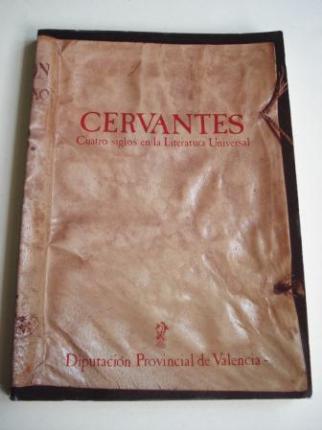 CERVANTES
Cuatro siglos en la Literatura Universal
Diputación Provincial de Valencia